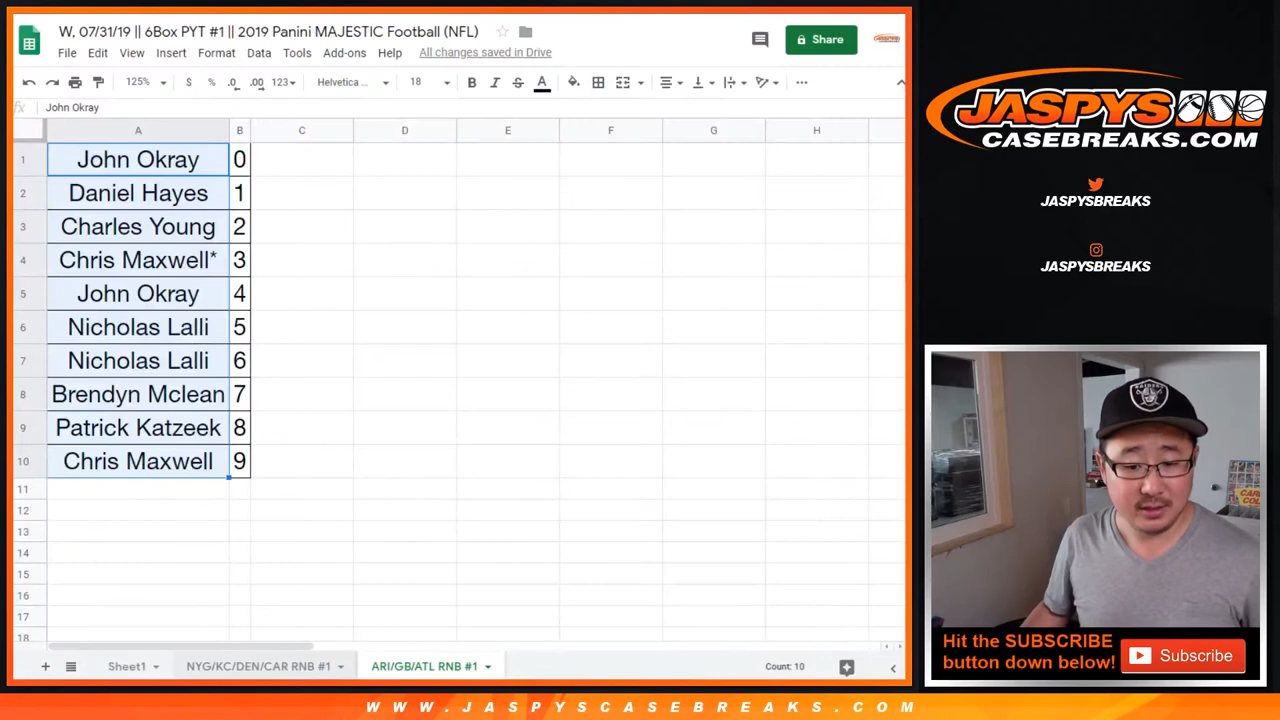 W, 07/31/19 || 6Box PYT #1 || 2019 Panini MAJESTIC Football (NFL)
File Edit View Insert Format Data Tools Add-ons Help All changes saved in Drive
Share
125% $ % .0 .00 123 Helvetica ... 18 B I S A
fx John Okray
A B C D E F G H
1 John Okray 0
2 Daniel Hayes 1
3 Charles Young 2
4 Chris Maxwell* 3
5 John Okray 4
6 Nicholas Lalli 5
7 Nicholas Lalli 6
8 Brendyn Mclean 7
9 Patrick Katzeek 8
10 Chris Maxwell 9
11
12
13
14
15
16
17
18
+ Sheet1 NYG/KC/DEN/CAR RNB #1 ARI/GB/ATL RNB #1 Count: 10
JASPYS
CASEBREAKS.COM
JASPYSBREAKS
JASPYSBREAKS
RAIDERS
Hit the SUBSCRIBE
button down below!
Subscribe
WWW.JASPYSCASEBREAKS.COM